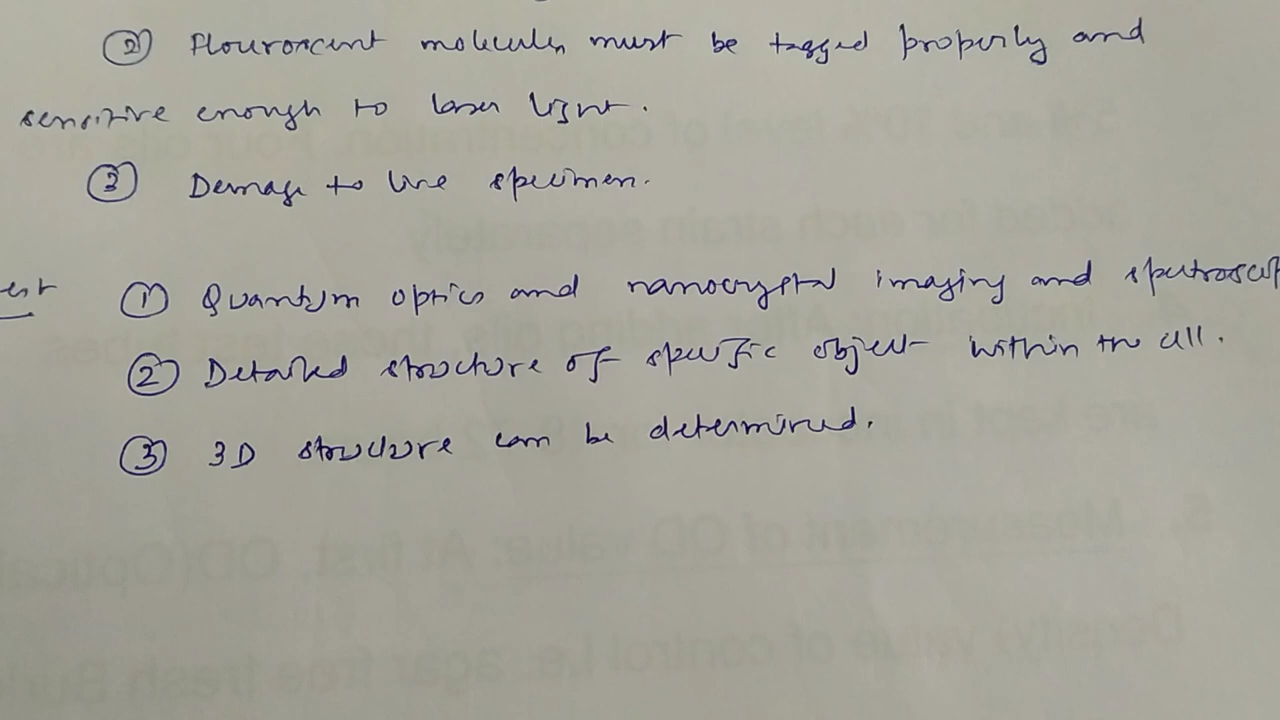 ② Flouroscent molecules must be tagged properly and
sensitive enough to laser light.
③ Damage to live specimen.
① Quantum optics and nanocrystal imaging and
② Detailed structure of specific object within the cell.
③ 3D structure can be determined.